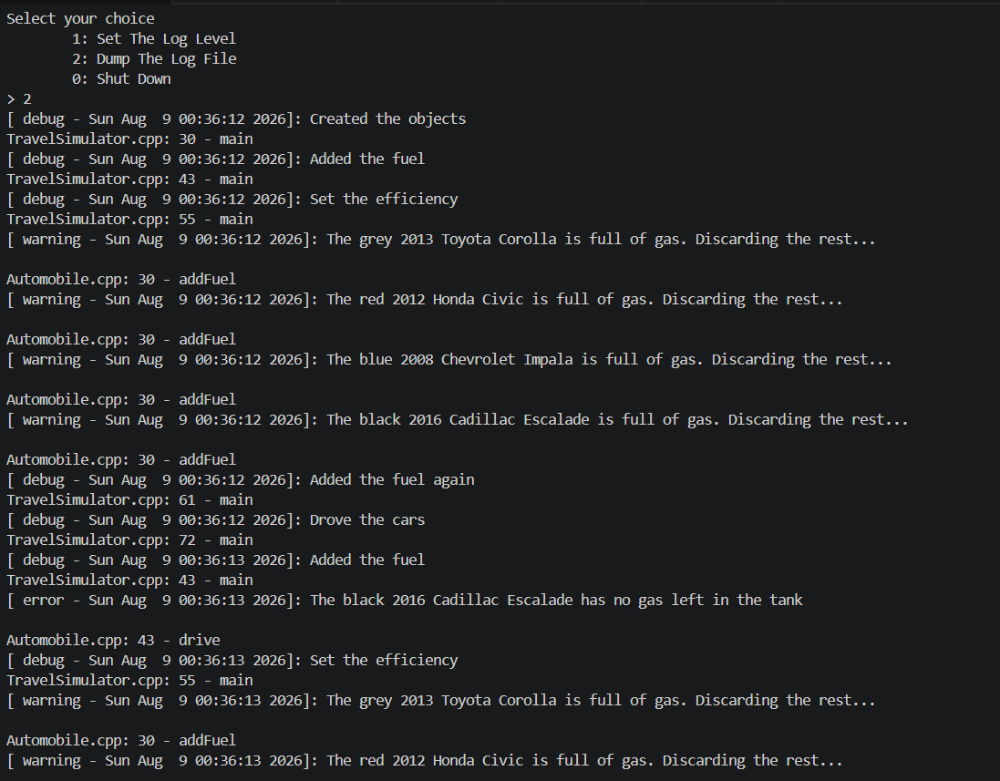 Select your choice
        1: Set The Log Level
        2: Dump The Log File
        0: Shut Down
> 2
[ debug - Sun Aug  9 00:36:12 2026]: Created the objects
TravelSimulator.cpp: 30 - main
[ debug - Sun Aug  9 00:36:12 2026]: Added the fuel
TravelSimulator.cpp: 43 - main
[ debug - Sun Aug  9 00:36:12 2026]: Set the efficiency
TravelSimulator.cpp: 55 - main
[ warning - Sun Aug  9 00:36:12 2026]: The grey 2013 Toyota Corolla is full of gas. Discarding the rest...

Automobile.cpp: 30 - addFuel
[ warning - Sun Aug  9 00:36:12 2026]: The red 2012 Honda Civic is full of gas. Discarding the rest...

Automobile.cpp: 30 - addFuel
[ warning - Sun Aug  9 00:36:12 2026]: The blue 2008 Chevrolet Impala is full of gas. Discarding the rest...

Automobile.cpp: 30 - addFuel
[ warning - Sun Aug  9 00:36:12 2026]: The black 2016 Cadillac Escalade is full of gas. Discarding the rest...

Automobile.cpp: 30 - addFuel
[ debug - Sun Aug  9 00:36:12 2026]: Added the fuel again
TravelSimulator.cpp: 61 - main
[ debug - Sun Aug  9 00:36:12 2026]: Drove the cars
TravelSimulator.cpp: 72 - main
[ debug - Sun Aug  9 00:36:13 2026]: Added the fuel
TravelSimulator.cpp: 43 - main
[ error - Sun Aug  9 00:36:13 2026]: The black 2016 Cadillac Escalade has no gas left in the tank

Automobile.cpp: 43 - drive
[ debug - Sun Aug  9 00:36:13 2026]: Set the efficiency
TravelSimulator.cpp: 55 - main
[ warning - Sun Aug  9 00:36:13 2026]: The grey 2013 Toyota Corolla is full of gas. Discarding the rest...

Automobile.cpp: 30 - addFuel
[ warning - Sun Aug  9 00:36:13 2026]: The red 2012 Honda Civic is full of gas. Discarding the rest...